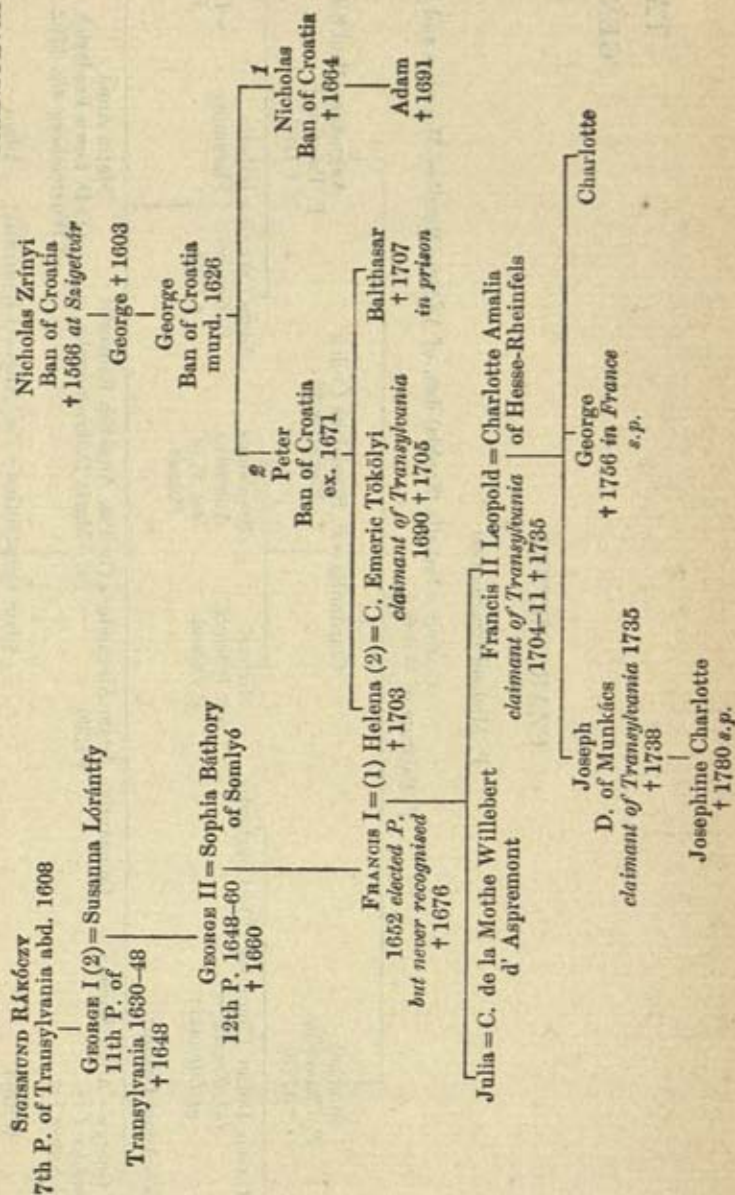 SIGISMUND RÁKÓCZY
7th P. of Transylvania abd. 1608
GEORGE I (2)=Susanna Lórántfy
11th P. of
Transylvania 1630–48
† 1648
GEORGE II=Sophia Báthory
12th P. 1648–60 of Somlyó
† 1660
Nicholas Zrínyi
Ban of Croatia
† 1566 at Szigetvár
George † 1603
George
Ban of Croatia
murd. 1626
2
Peter
Ban of Croatia
ex. 1671
1
Nicholas
Ban of Croatia
† 1664
Adam
† 1691
FRANCIS I=(1) Helena (2)=C. Emeric Tökölyi
1652 elected P. † 1703 claimant of Transylvania
but never recognised 1690 † 1705
† 1676
Balthasar
† 1707
in prison
Julia=C. de la Mothe Willebert
d' Aspremont
Francis II Leopold=Charlotte Amalia
claimant of Transylvania of Hesse-Rheinfels
1704–11 † 1735
Joseph
D. of Munkács
claimant of Transylvania 1735
† 1738
George
† 1756 in France
s.p.
Charlotte
Josephine Charlotte
† 1780 s.p.